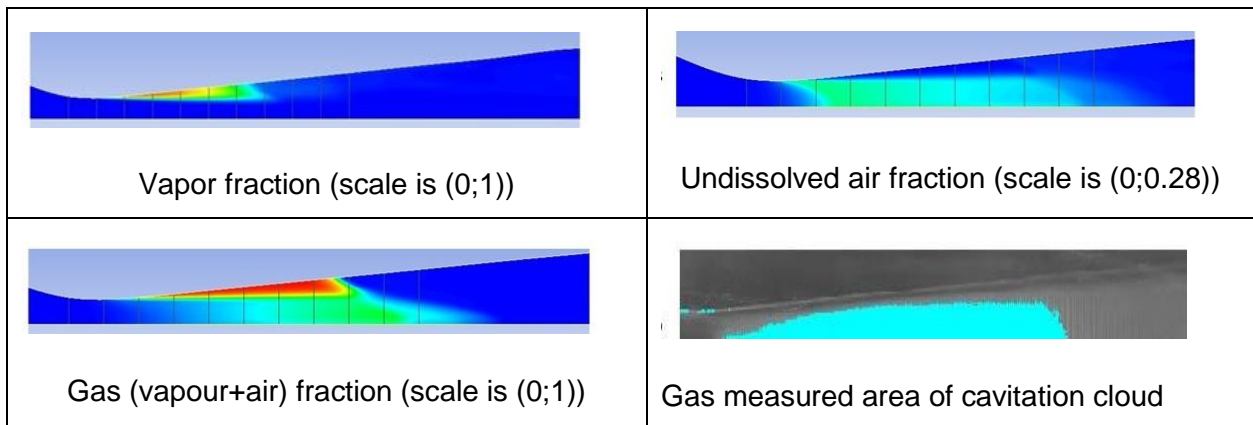 Vapor fraction (scale is (0;1))
Undissolved air fraction (scale is (0;0.28))
Gas (vapour+air) fraction (scale is (0;1))
Gas measured area of cavitation cloud